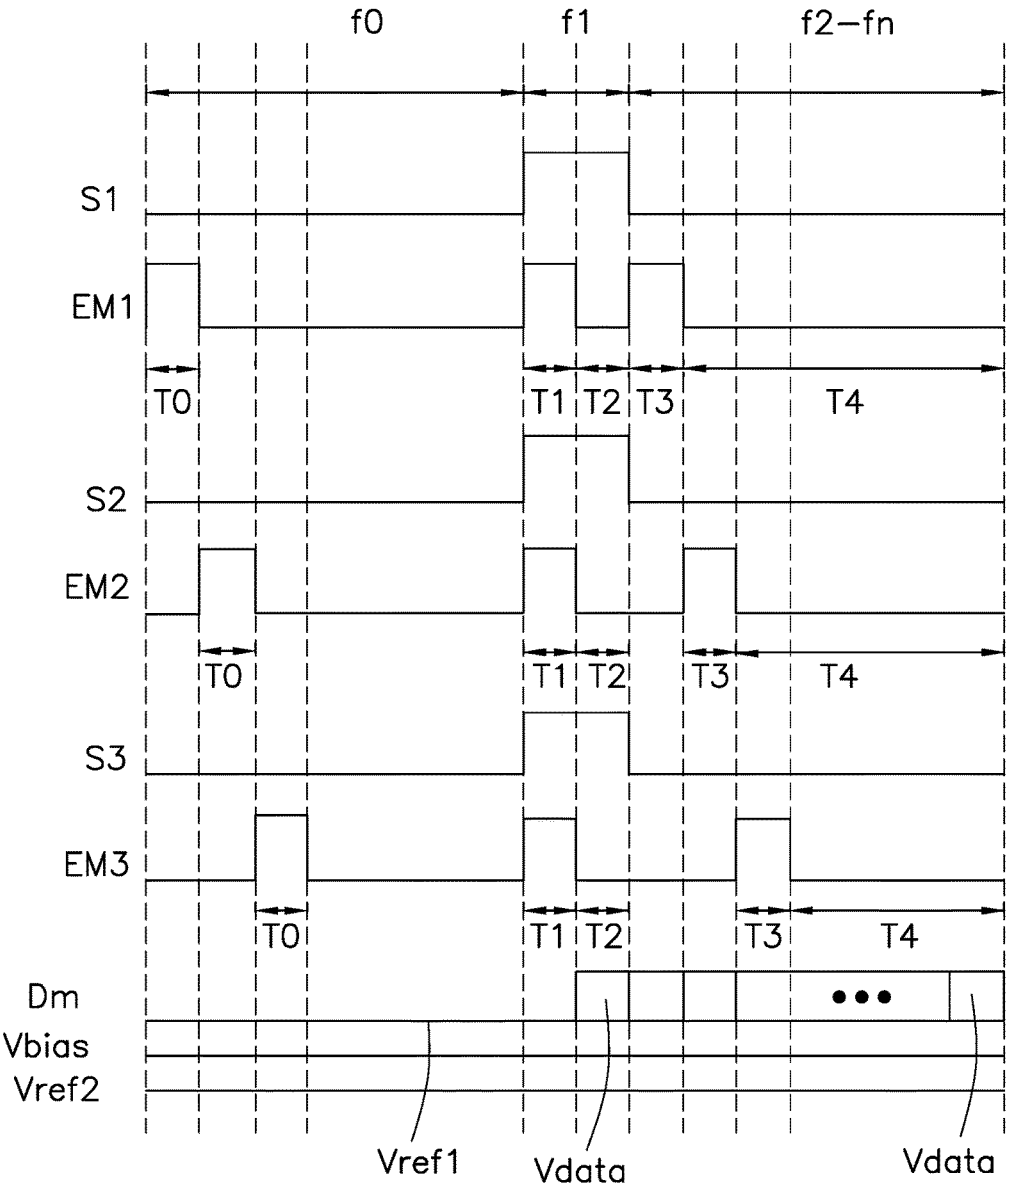 f0 f1 f2-fn
S1
EM1
T0 T1 T2 T3 T4
S2
EM2
T0 T1 T2 T3 T4
S3
EM3
T0 T1 T2 T3 T4
Dm
Vbias
Vref2
Vref1 Vdata Vdata